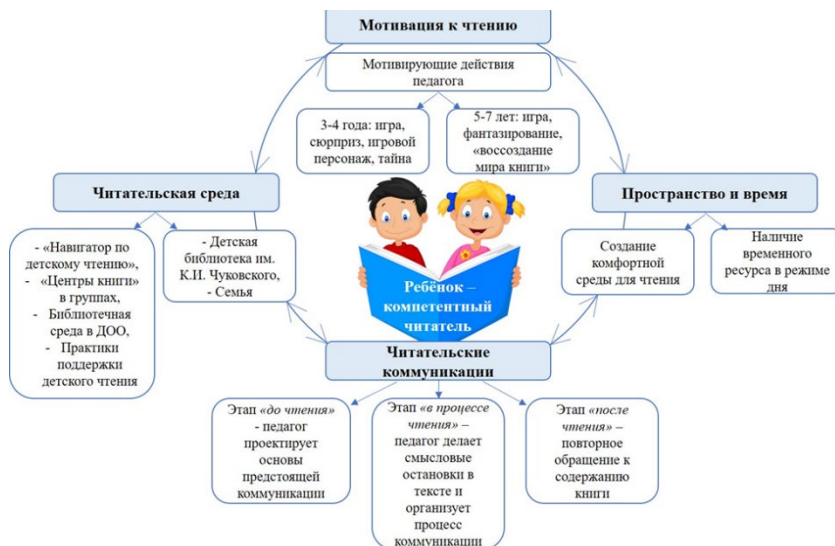 Мотивация к чтению
Мотивирующие действия
педагога
3-4 года: игра,
сюрприз, игровой
персонаж, тайна
5-7 лет: игра,
фантазирование,
«воссоздание
мира книги»
Читательская среда
- «Навигатор по
детскому чтению»,
- «Центры книги»
в группах,
- Библиотечная
среда в ДОО,
- Практики
поддержки
детского чтения
- Детская
библиотека им.
К.И. Чуковского,
- Семья
Ребёнок –
компетентный
читатель
Пространство и время
Создание
комфортной
среды для чтения
Наличие
временного
ресурса в режиме
дня
Читательские
коммуникации
Этап «до чтения»
- педагог
проектирует
основы
предстоящей
коммуникации
Этап «в процессе
чтения» –
педагог делает
смысловые
остановки в
тексте и
организует
процесс
коммуникации
Этап «после
чтения» –
повторное
обращение к
содержанию
книги